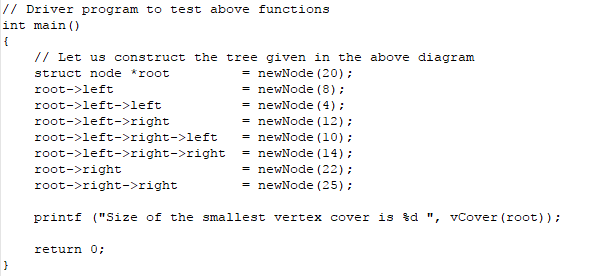 // Driver program to test above functions
int main()
{
    // Let us construct the tree given in the above diagram
    struct node *root         = newNode(20);
    root->left                = newNode(8);
    root->left->left          = newNode(4);
    root->left->right         = newNode(12);
    root->left->right->left   = newNode(10);
    root->left->right->right  = newNode(14);
    root->right               = newNode(22);
    root->right->right        = newNode(25);

    printf ("Size of the smallest vertex cover is %d ", vCover(root));

    return 0;
}